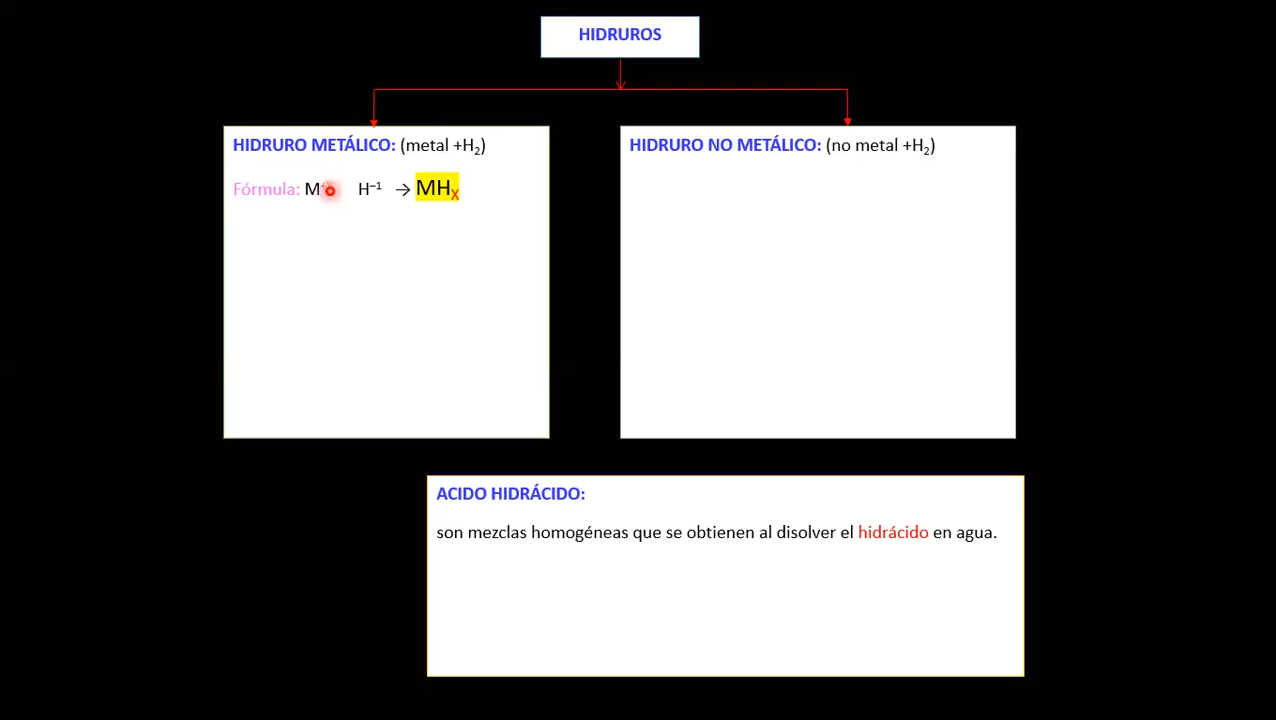 HIDRUROS
HIDRURO METÁLICO: (metal +H₂)
Fórmula: M H⁻¹ → MHₓ
HIDRURO NO METÁLICO: (no metal +H₂)
ACIDO HIDRÁCIDO:
son mezclas homogéneas que se obtienen al disolver el hidrácido en agua.